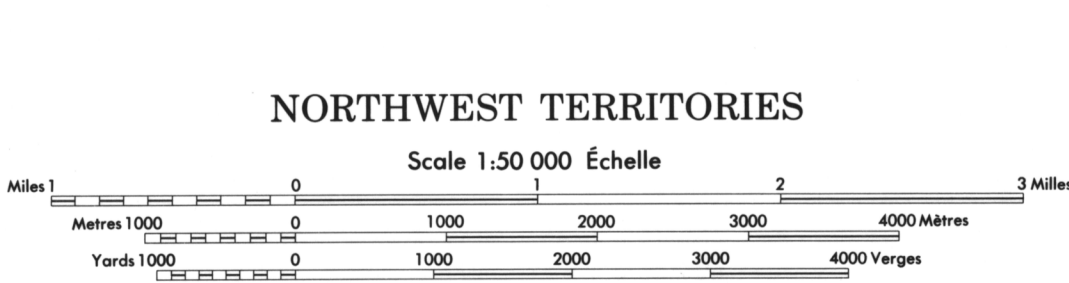 NORTHWEST TERRITORIES
Scale 1:50 000 Échelle
Miles 1 0 1 2 3 Milles
Metres 1000 0 1000 2000 3000 4000 Mètres
Yards 1000 0 1000 2000 3000 4000 Verges